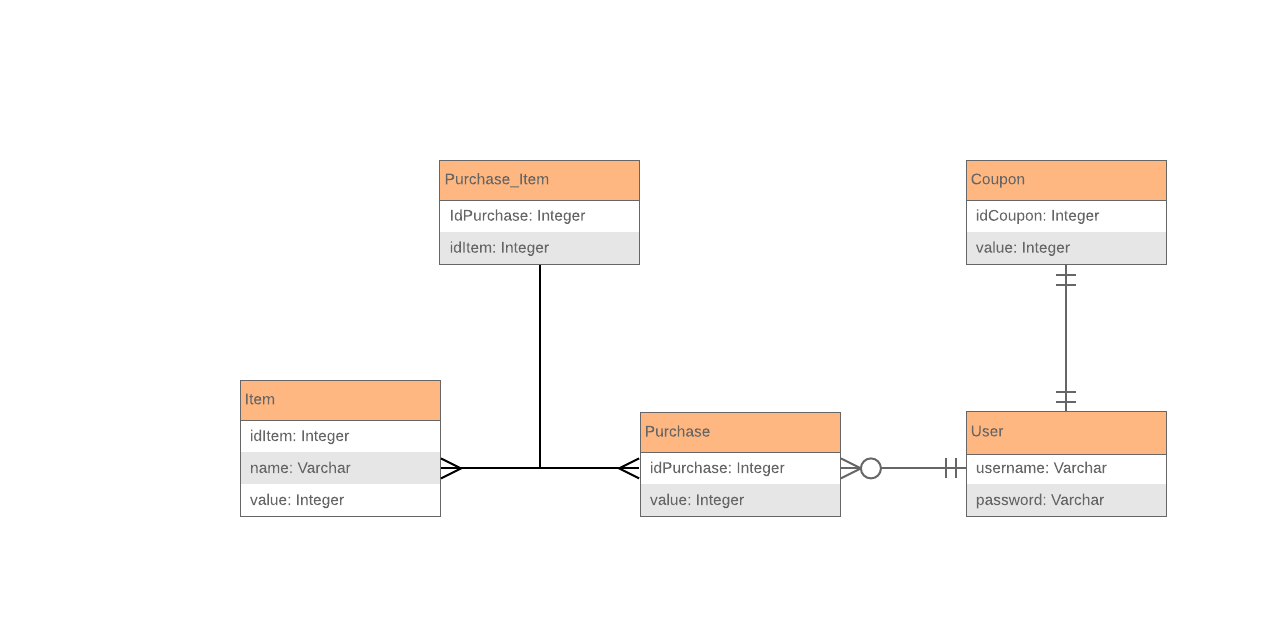 Purchase_Item
IdPurchase: Integer
idItem: Integer
Coupon
idCoupon: Integer
value: Integer
Item
idItem: Integer
name: Varchar
value: Integer
Purchase
idPurchase: Integer
value: Integer
User
username: Varchar
password: Varchar